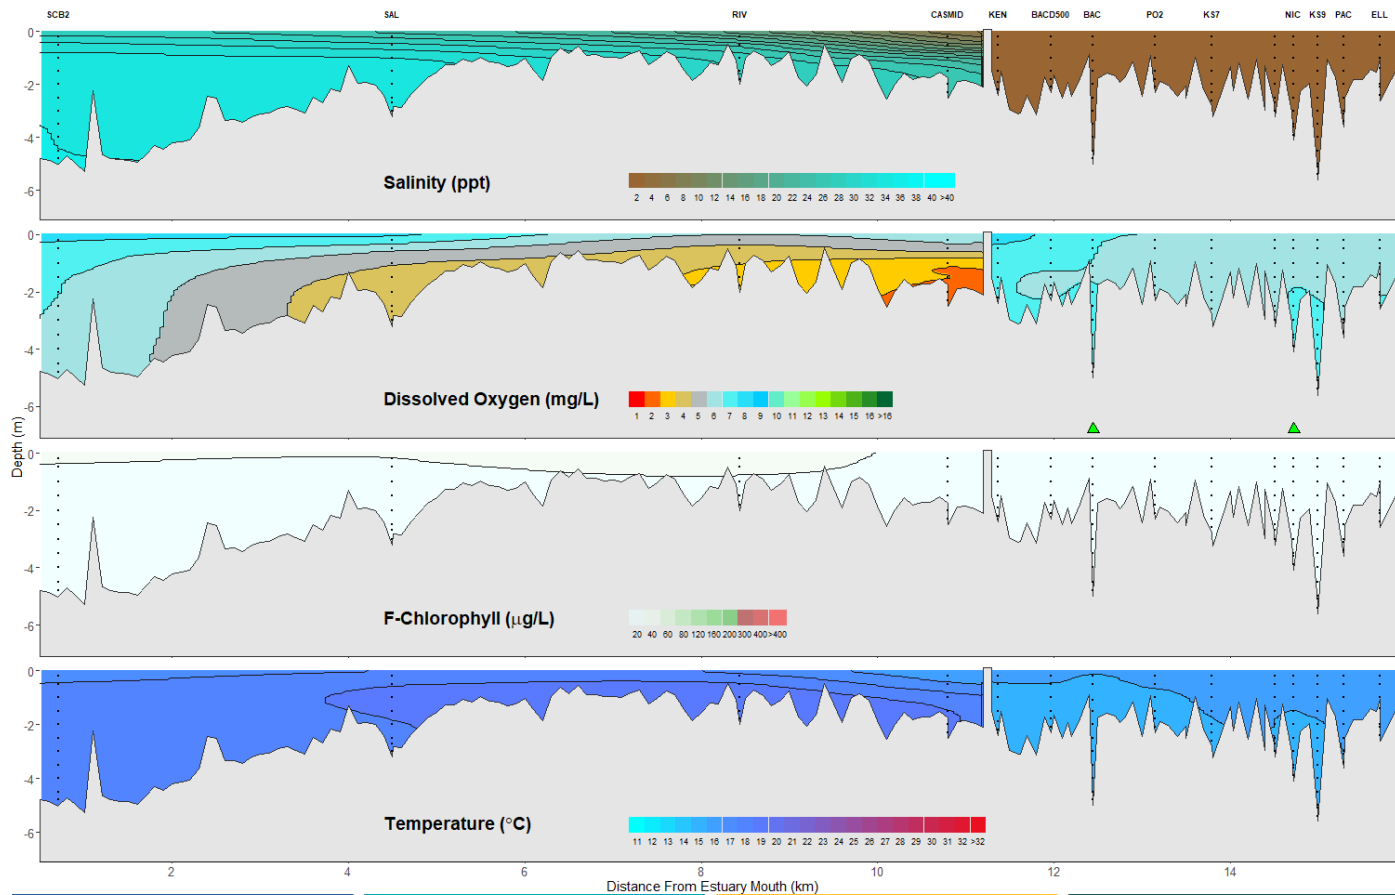 SCB2 SAL RIV CASMID KEN BACD500 BAC PO2 KS7 NIC KS9 PAC ELL
0
-2
-4
-6
Salinity (ppt)
2 4 6 8 10 12 14 16 18 20 22 24 26 28 30 32 34 36 38 40 >40
0
-2
-4
-6
Dissolved Oxygen (mg/L)
1 2 3 4 5 6 7 8 9 10 11 12 13 14 15 16 >16
Depth (m)
0
-2
-4
-6
F-Chlorophyll (μg/L)
20 40 60 80 120 160 200 300 400 >400
0
-2
-4
-6
Temperature (°C)
11 12 13 14 15 16 17 18 19 20 21 22 23 24 25 26 27 28 29 30 31 32 >32
2 4 6 8 10 12 14
Distance From Estuary Mouth (km)